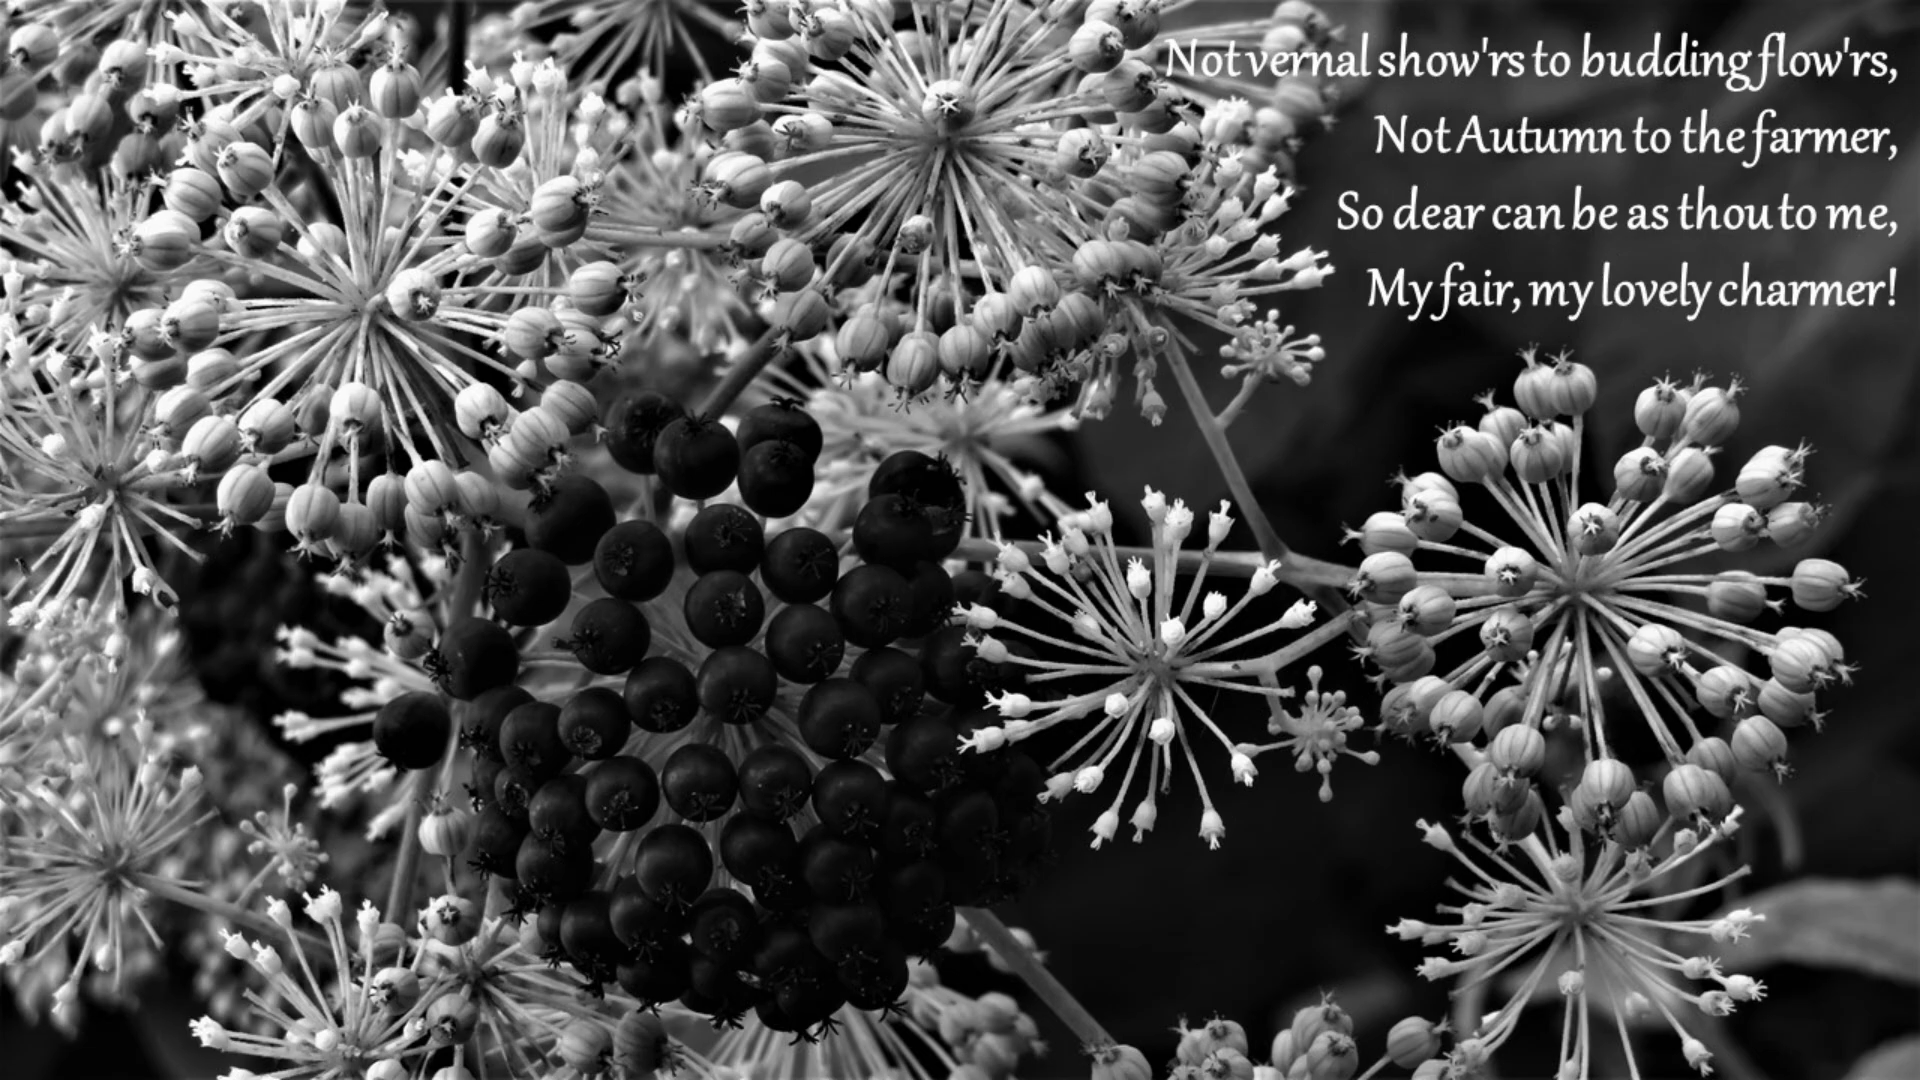 Not vernal show'rs to budding flow'rs,
Not Autumn to the farmer,
So dear can be as thou to me,
My fair, my lovely charmer!